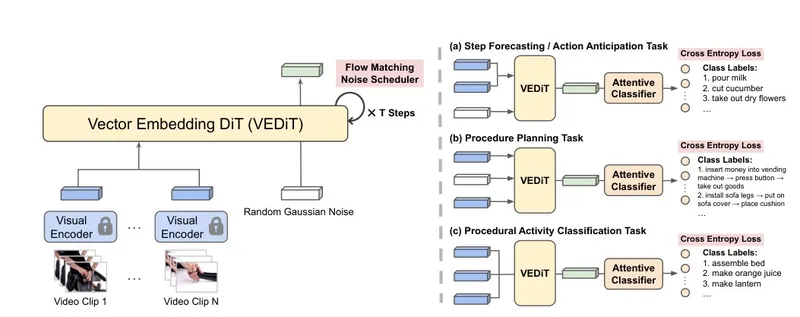 Flow Matching
Noise Scheduler
× T Steps
Vector Embedding DiT (VEDiT)
Random Gaussian Noise
Visual
Encoder
...
Visual
Encoder
...
Video Clip 1
Video Clip N
(a) Step Forecasting / Action Anticipation Task
VEDiT
Attentive
Classifier
Cross Entropy Loss
Class Labels:
1. pour milk
2. cut cucumber
3. take out dry flowers
...
(b) Procedure Planning Task
VEDiT
Attentive
Classifier
Cross Entropy Loss
Class Labels:
1. insert money into vending
machine → press button →
take out goods
2. install sofa legs → put on
sofa cover → place cushion
...
(c) Procedural Activity Classification Task
VEDiT
Attentive
Classifier
Cross Entropy Loss
Class Labels:
1. assemble bed
2. make orange juice
3. make lantern
...